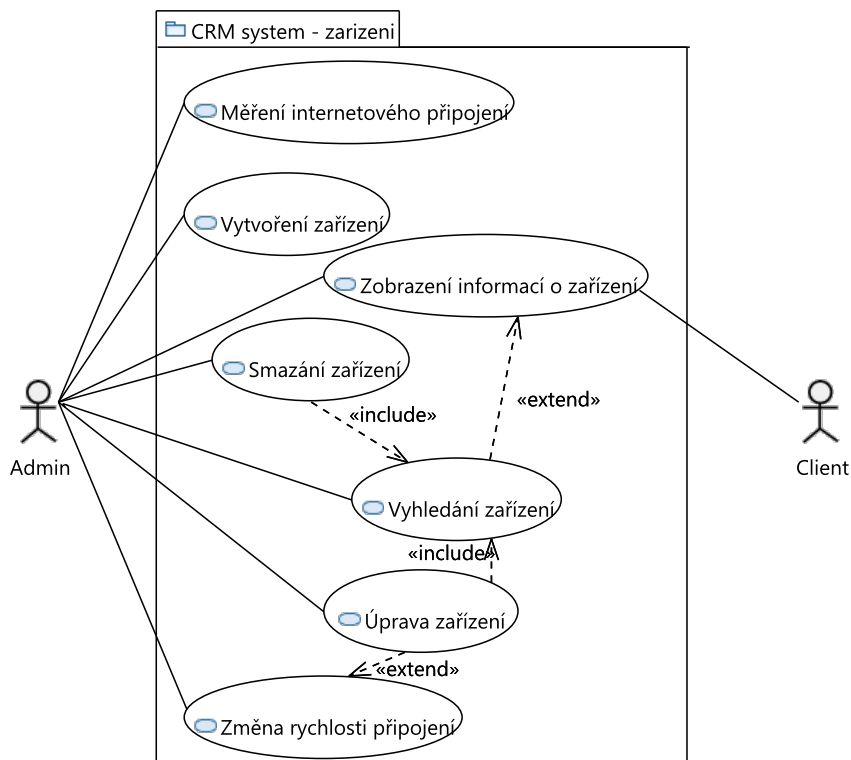 CRM system - zarizeni
Měření internetového připojení
Vytvoření zařízení
Zobrazení informací o zařízení
Smazání zařízení
«include»
«extend»
Admin
Client
Vyhledání zařízení
«include»
Úprava zařízení
«extend»
Změna rychlosti připojení